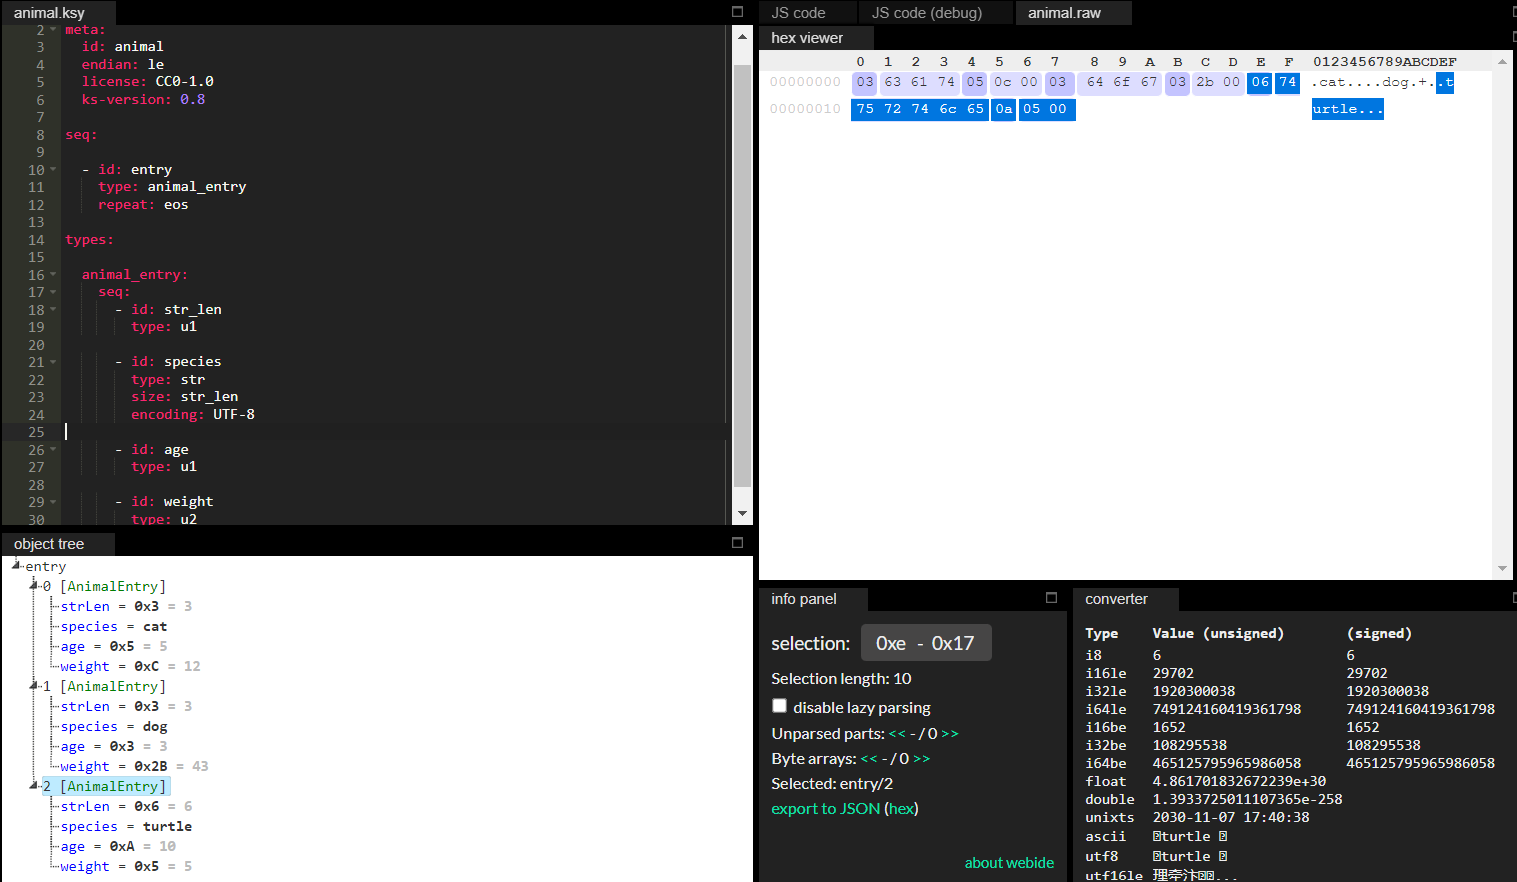 animal.ksy
2 meta:
3 id: animal
4 endian: le
5 license: CC0-1.0
6 ks-version: 0.8
7
8 seq:
9
10 - id: entry
11 type: animal_entry
12 repeat: eos
13
14 types:
15
16 animal_entry:
17 seq:
18 - id: str_len
19 type: u1
20
21 - id: species
22 type: str
23 size: str_len
24 encoding: UTF-8
25
26 - id: age
27 type: u1
28
29 - id: weight
30 type: u2
object tree
entry
0 [AnimalEntry]
strLen = 0x3 = 3
species = cat
age = 0x5 = 5
weight = 0xC = 12
1 [AnimalEntry]
strLen = 0x3 = 3
species = dog
age = 0x3 = 3
weight = 0x2B = 43
2 [AnimalEntry]
strLen = 0x6 = 6
species = turtle
age = 0xA = 10
weight = 0x5 = 5
JS code JS code (debug) animal.raw
hex viewer
0 1 2 3 4 5 6 7 8 9 A B C D E F 0123456789ABCDEF
00000000 03 63 61 74 05 0c 00 03 64 6f 67 03 2b 00 06 74 .cat....dog.+..t
00000010 75 72 74 6c 65 0a 05 00 urtle...
info panel
selection: 0xe - 0x17
Selection length: 10
disable lazy parsing
Unparsed parts: << - / 0 >>
Byte arrays: << - / 0 >>
Selected: entry/2
export to JSON (hex)
about webide
converter
Type Value (unsigned) (signed)
i8 6 6
i16le 29702 29702
i32le 1920300038 1920300038
i64le 749124160419361798 749124160419361798
i16be 1652 1652
i32be 108295538 108295538
i64be 465125795965986058 465125795965986058
float 4.861701832672239e+30
double 1.3933725011107365e-258
unixts 2030-11-07 17:40:38
ascii turtle
utf8 turtle
utf16le